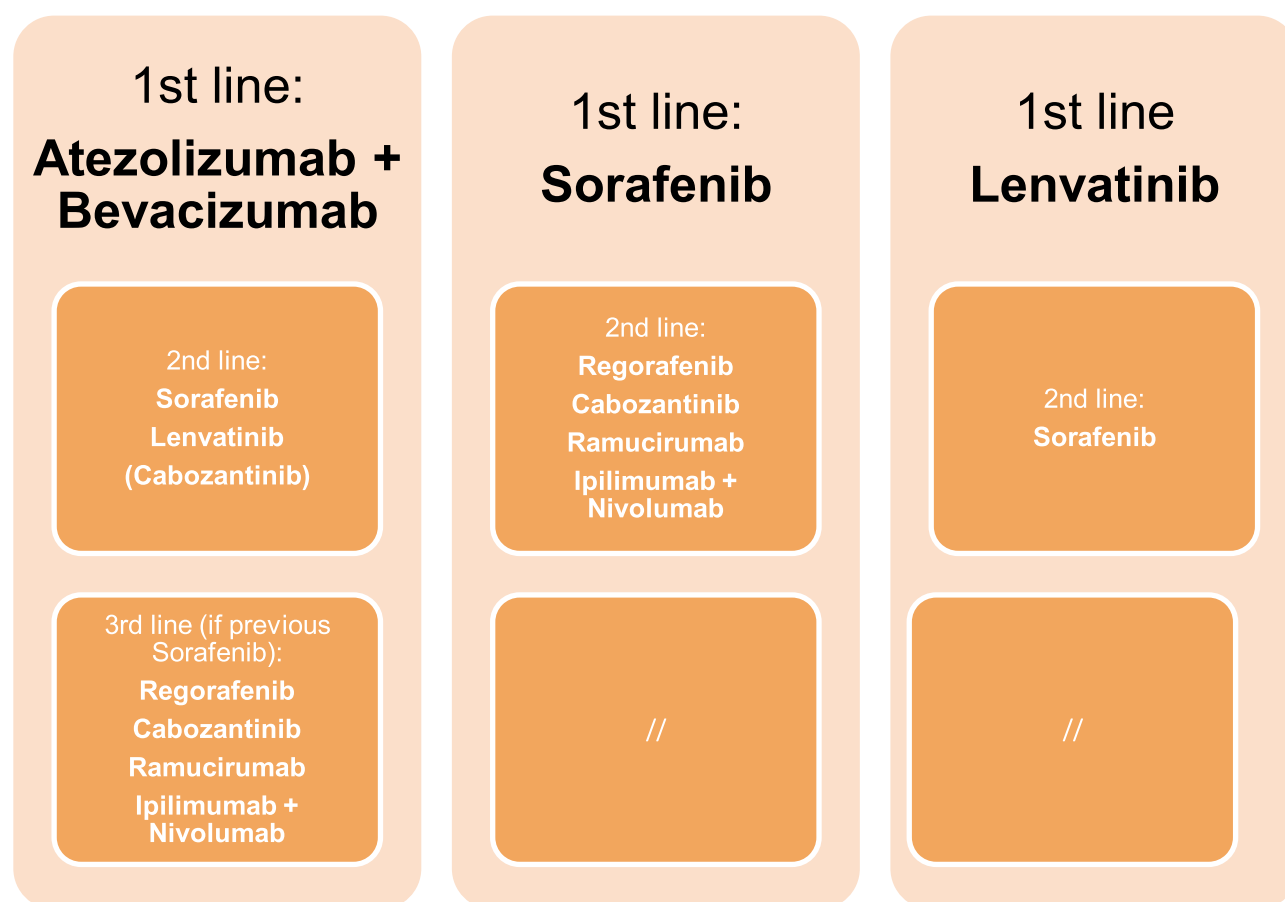 1st line:
Atezolizumab +
Bevacizumab
2nd line:
Sorafenib
Lenvatinib
(Cabozantinib)
3rd line (if previous
Sorafenib):
Regorafenib
Cabozantinib
Ramucirumab
Ipilimumab +
Nivolumab
1st line:
Sorafenib
2nd line:
Regorafenib
Cabozantinib
Ramucirumab
Ipilimumab +
Nivolumab
//
1st line
Lenvatinib
2nd line:
Sorafenib
//